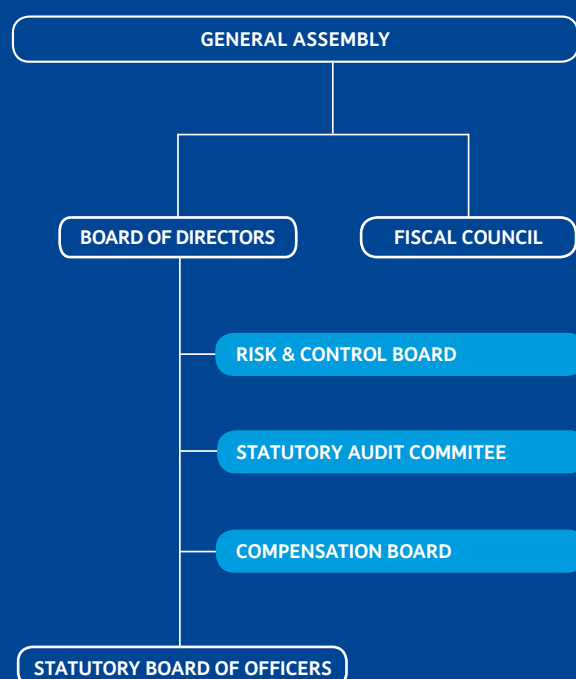 GENERAL ASSEMBLY
BOARD OF DIRECTORS
FISCAL COUNCIL
RISK & CONTROL BOARD
STATUTORY AUDIT COMMITEE
COMPENSATION BOARD
STATUTORY BOARD OF OFFICERS